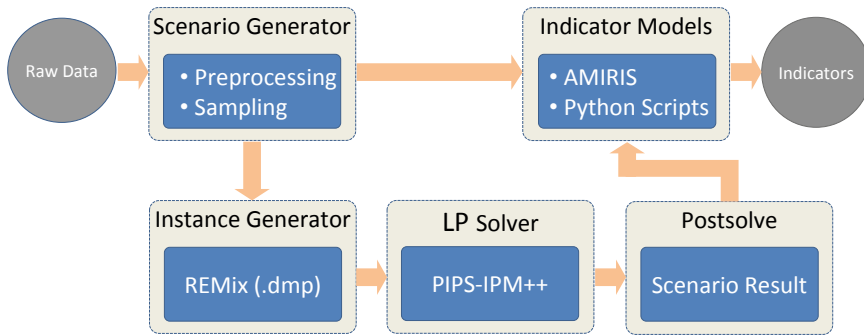 Scenario Generator
Indicator Models
Raw Data
• Preprocessing
• Sampling
• AMIRIS
• Python Scripts
Indicators
Instance Generator
LP Solver
Postsolve
REMix (.dmp)
PIPS-IPM++
Scenario Result